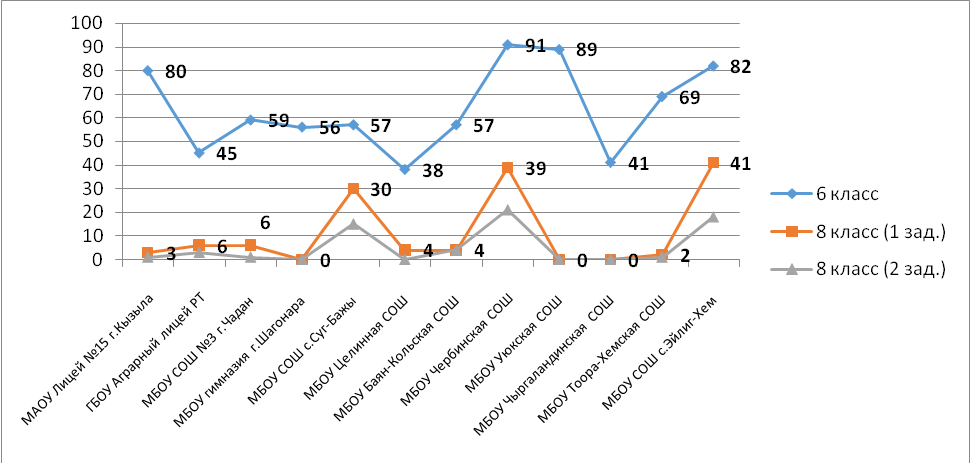 100
90
80
70
60
50
40
30
20
10
0
80
45
59
56
57
38
57
91
89
41
69
82
3
6
6
0
30
4
4
39
0
0
2
41
МАОУ Лицей №15 г.Кызыла
ГБОУ Аграрный лицей РТ
МБОУ СОШ №3 г.Чадан
МБОУ гимназия г.Шагонара
МБОУ СОШ с.Суг-Бажы
МБОУ Целинная СОШ
МБОУ Баян-Кольская СОШ
МБОУ Чербинская СОШ
МБОУ Уюкская СОШ
МБОУ Чыргаландинская СОШ
МБОУ Тоора-Хемская СОШ
МБОУ СОШ с.Эйлиг-Хем
6 класс
8 класс (1 зад.)
8 класс (2 зад.)